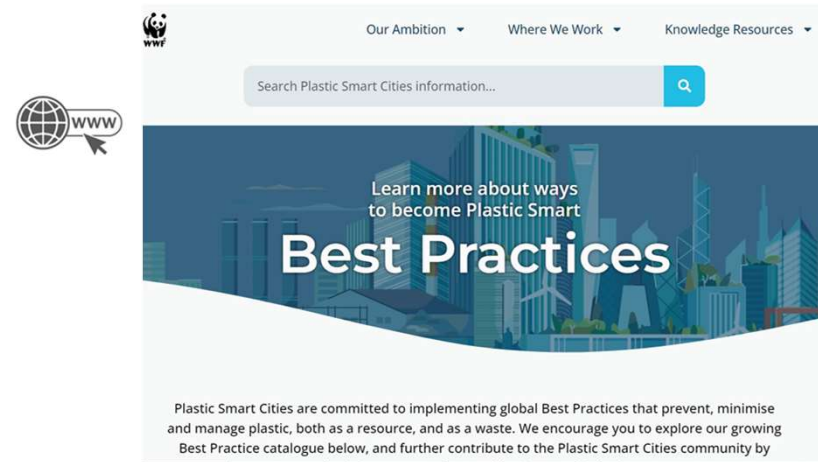 WWF
Our Ambition
Where We Work
Knowledge Resources
Search Plastic Smart Cities information...
www
Learn more about ways
to become Plastic Smart
Best Practices
Plastic Smart Cities are committed to implementing global Best Practices that prevent, minimise
and manage plastic, both as a resource, and as a waste. We encourage you to explore our growing
Best Practice catalogue below, and further contribute to the Plastic Smart Cities community by